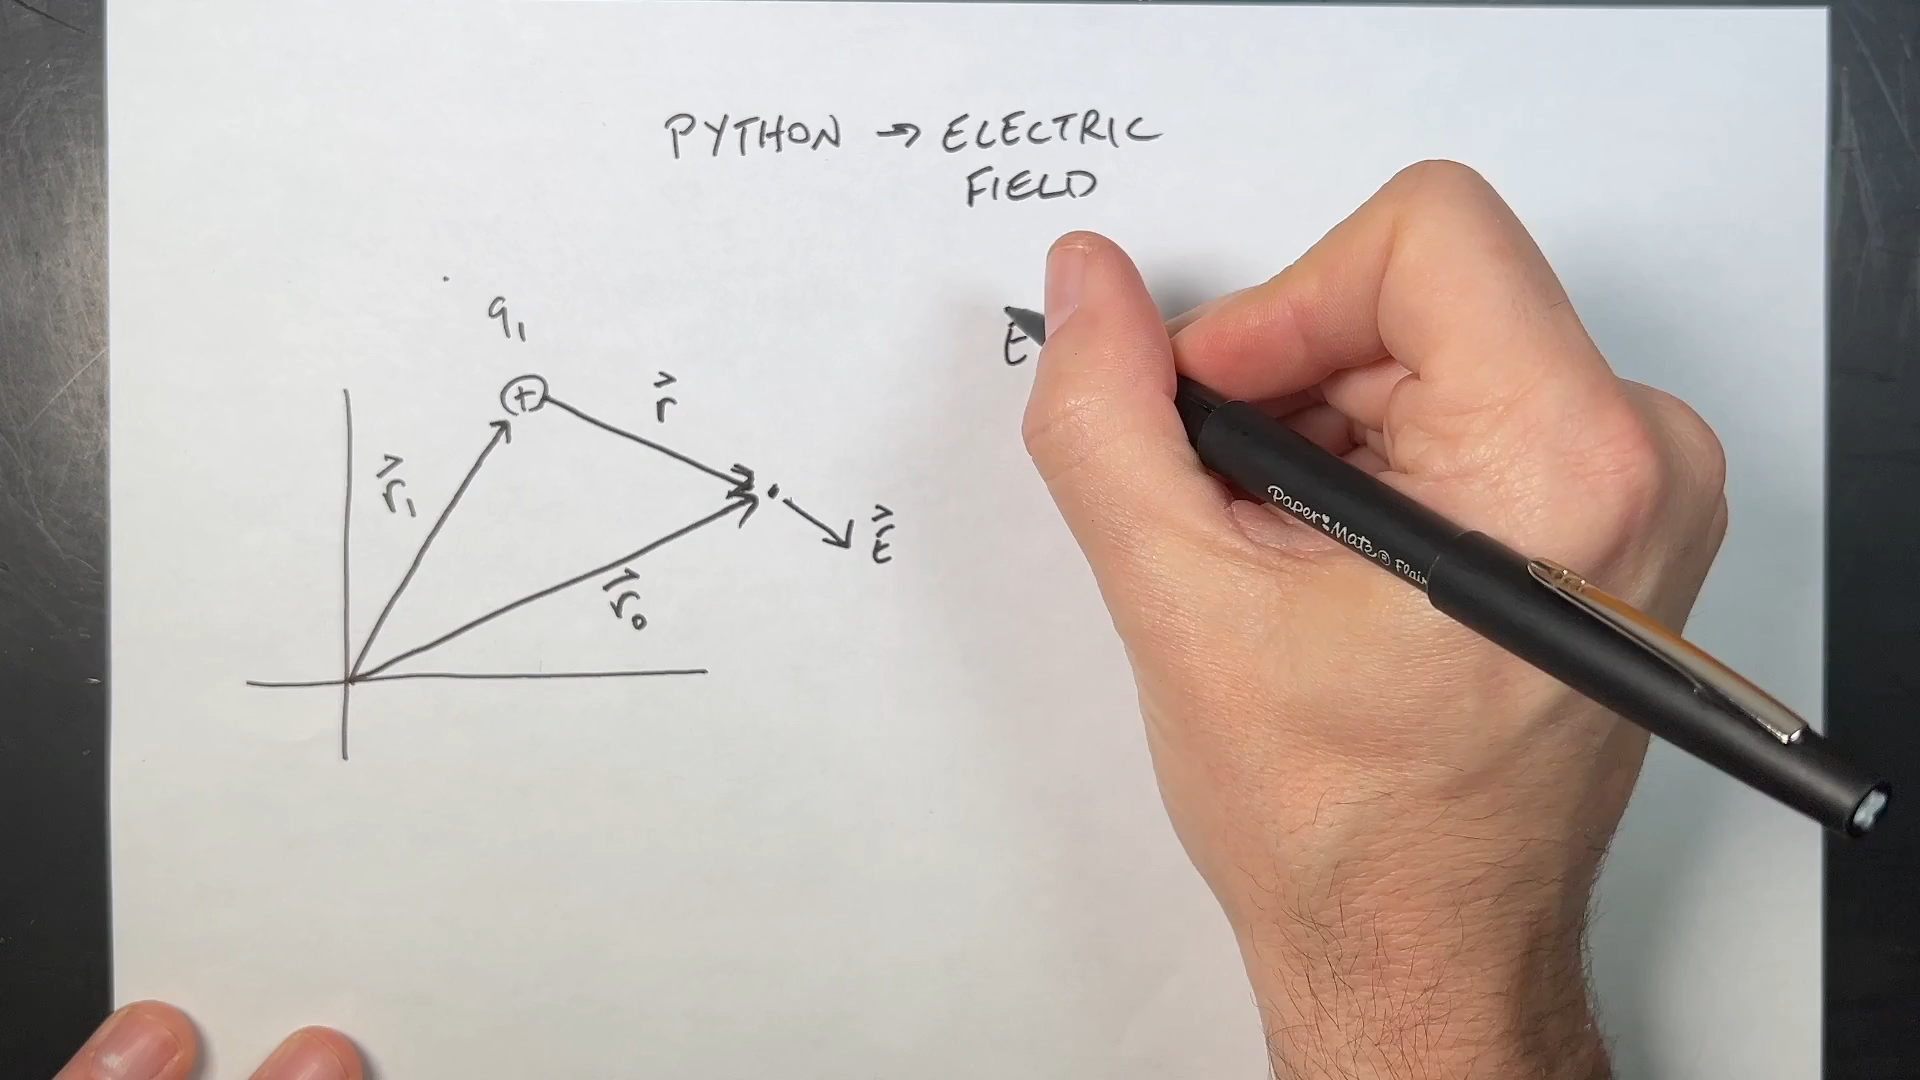 PYTHON → ELECTRIC
FIELD
q₁
r⃗
r⃗₁
E⃗
r⃗₀
E
Paper Mate® Flair